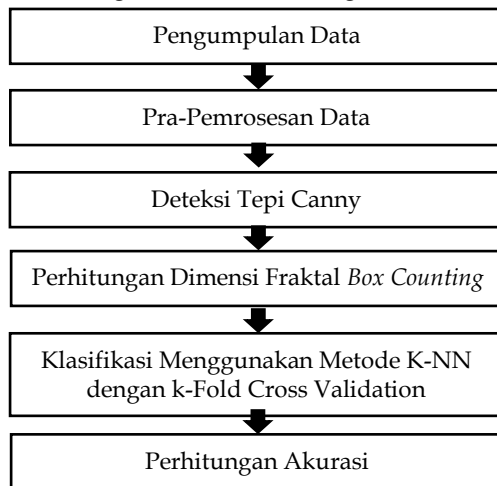 Pengumpulan Data
Pra-Pemrosesan Data
Deteksi Tepi Canny
Perhitungan Dimensi Fraktal Box Counting
Klasifikasi Menggunakan Metode K-NN
dengan k-Fold Cross Validation
Perhitungan Akurasi